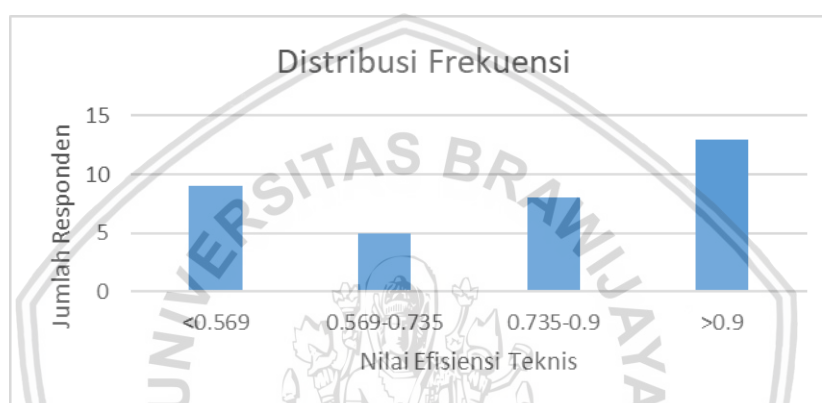 Distribusi Frekuensi
Jumlah Responden
15
10
5
0
<0.569 0.569-0.735 0.735-0.9 >0.9
Nilai Efisiensi Teknis
UNIVERSITAS BRAWIJAYA